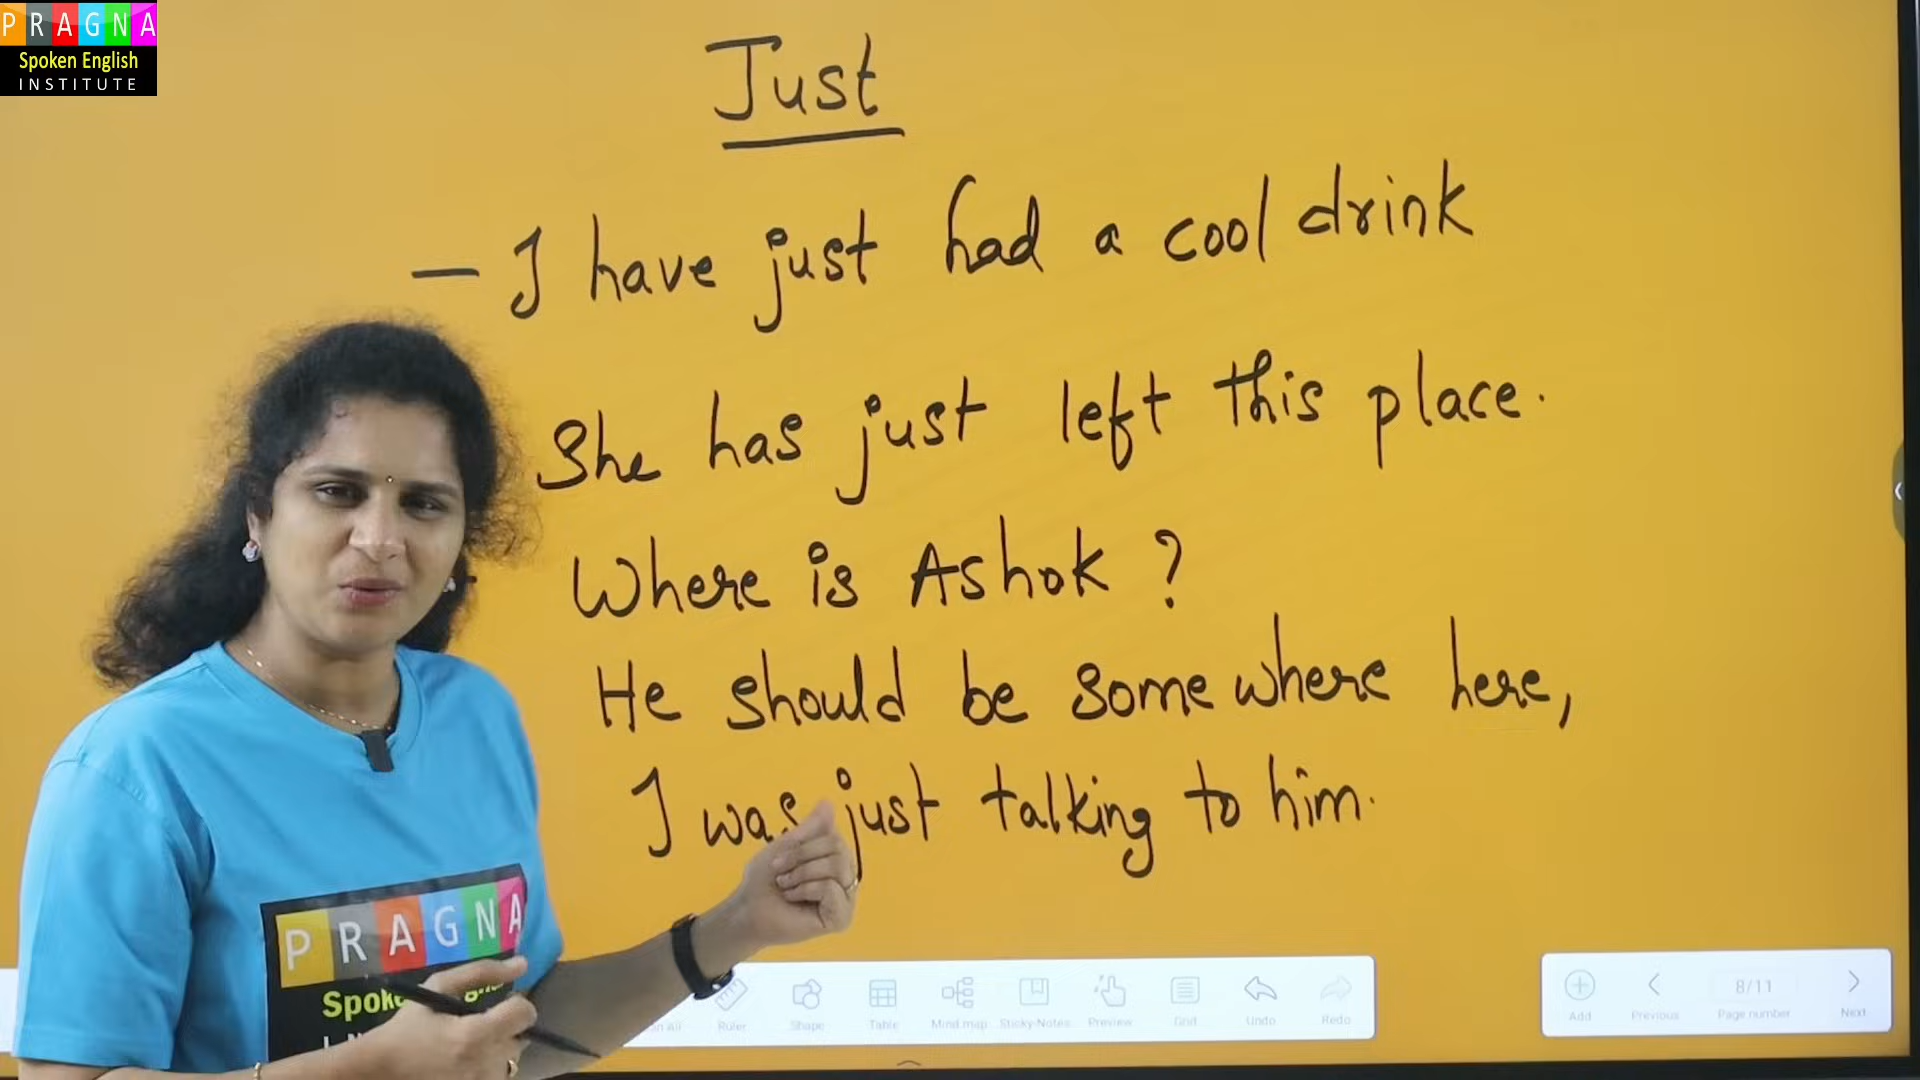 PRAGNA
Spoken English
INSTITUTE
Just
— I have just had a cool drink
She has just left this place.
Where is Ashok ?
He should be somewhere here,
I was just talking to him.
PRAGNA
Ruler
Shape
Table
Mind map
Sticky Notes
Preview
Grid
Undo
Redo
Add
Previous
8/11
Page number
Next